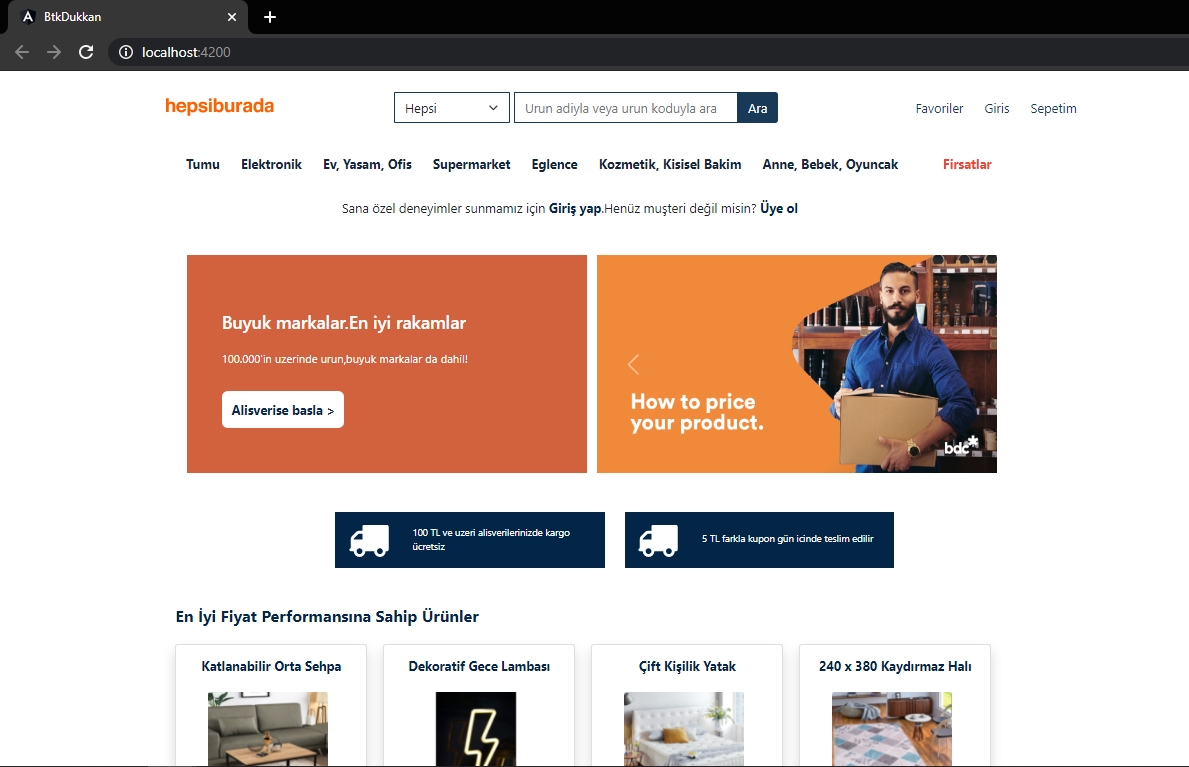 BtkDukkan
localhost:4200
hepsiburada
Hepsi
Urun adiyla veya urun koduyla ara
Ara
Favoriler
Giris
Sepetim
Tumu
Elektronik
Ev, Yasam, Ofis
Supermarket
Eglence
Kozmetik, Kisisel Bakim
Anne, Bebek, Oyuncak
Firsatlar
Sana özel deneyimler sunmamız için Giriş yap.Henüz muşteri değil misin? Üye ol
Buyuk markalar.En iyi rakamlar
100.000'in uzerinde urun,buyuk markalar da dahil!
Alisverise basla >
How to price
your product.
bdc*
100 TL ve uzeri alisverilerinizde kargo
ücretsiz
5 TL farkla kupon gün icinde teslim edilir
En İyi Fiyat Performansına Sahip Ürünler
Katlanabilir Orta Sehpa
Dekoratif Gece Lambası
Çift Kişilik Yatak
240 x 380 Kaydırmaz Halı